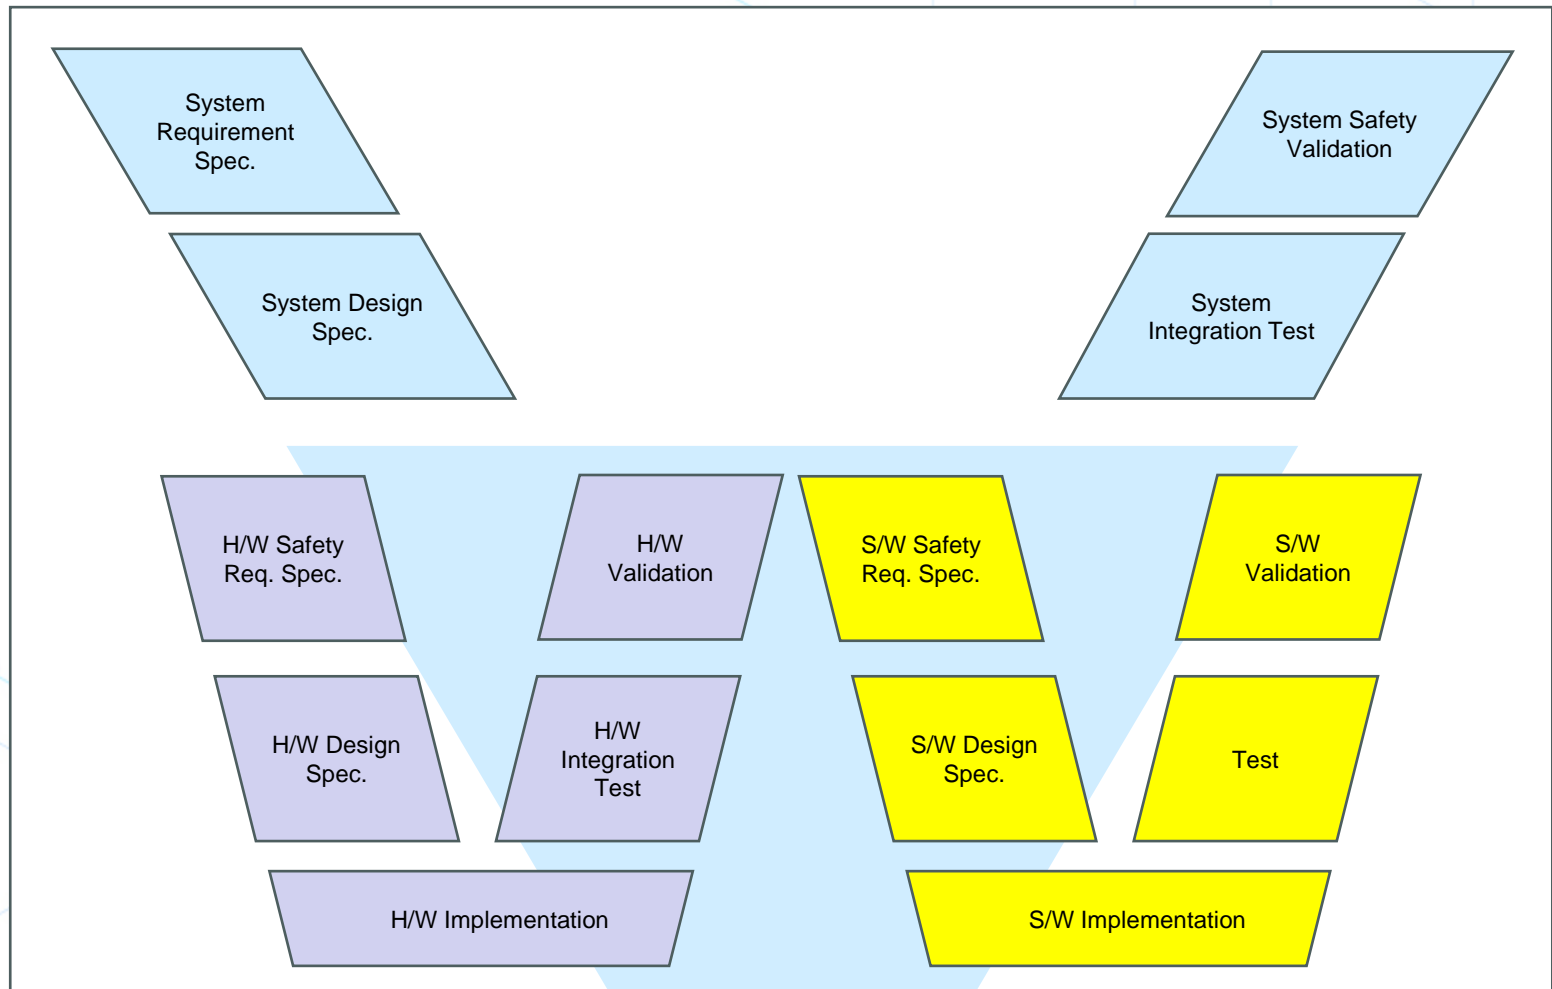 System
Requirement
Spec.
System Safety
Validation
System Design
Spec.
System
Integration Test
H/W Safety
Req. Spec.
H/W
Validation
S/W Safety
Req. Spec.
S/W
Validation
H/W Design
Spec.
H/W
Integration
Test
S/W Design
Spec.
Test
H/W Implementation
S/W Implementation